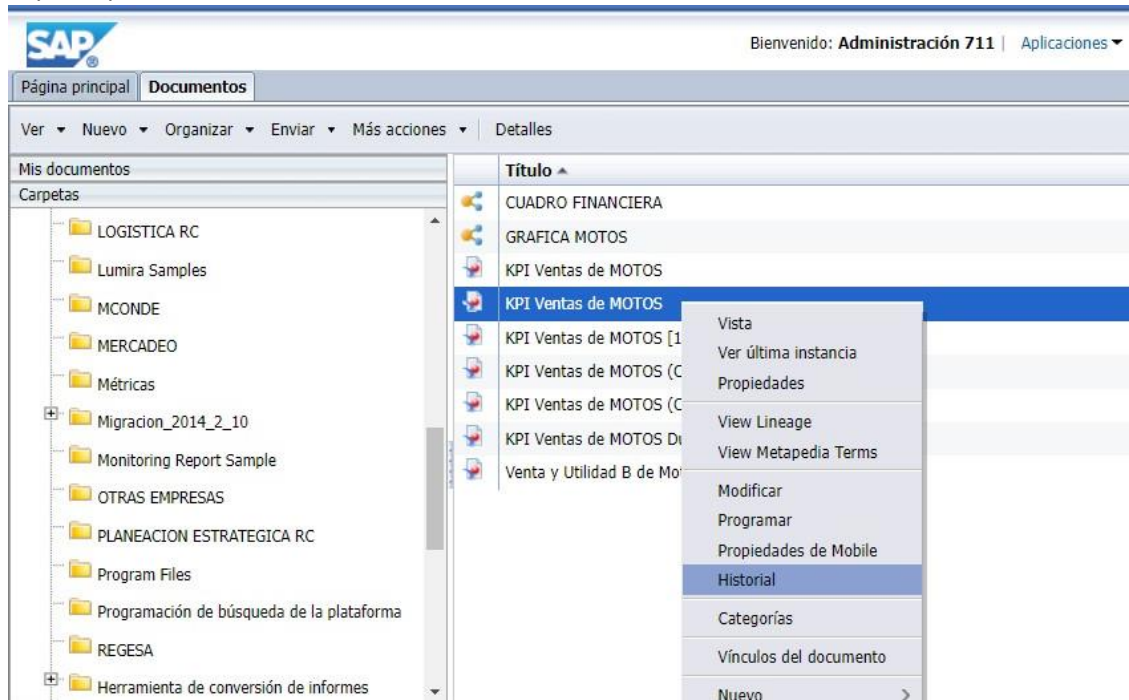 SAP
Bienvenido: Administración 711 | Aplicaciones
Página principal Documentos
Ver Nuevo Organizar Enviar Más acciones Detalles
Mis documentos
Carpetas
LOGISTICA RC
Lumira Samples
MCONDE
MERCADEO
Métricas
Migracion_2014_2_10
Monitoring Report Sample
OTRAS EMPRESAS
PLANEACION ESTRATEGICA RC
Program Files
Programación de búsqueda de la plataforma
REGESA
Herramienta de conversión de informes
Título
CUADRO FINANCIERA
GRAFICA MOTOS
KPI Ventas de MOTOS
KPI Ventas de MOTOS
KPI Ventas de MOTOS [1
KPI Ventas de MOTOS (C
KPI Ventas de MOTOS (C
KPI Ventas de MOTOS
Venta y Utilidad B de
Vista
Ver última instancia
Propiedades
View Lineage
View Metapedia Terms
Modificar
Programar
Propiedades de Mobile
Historial
Categorías
Vínculos del documento
Nuevo